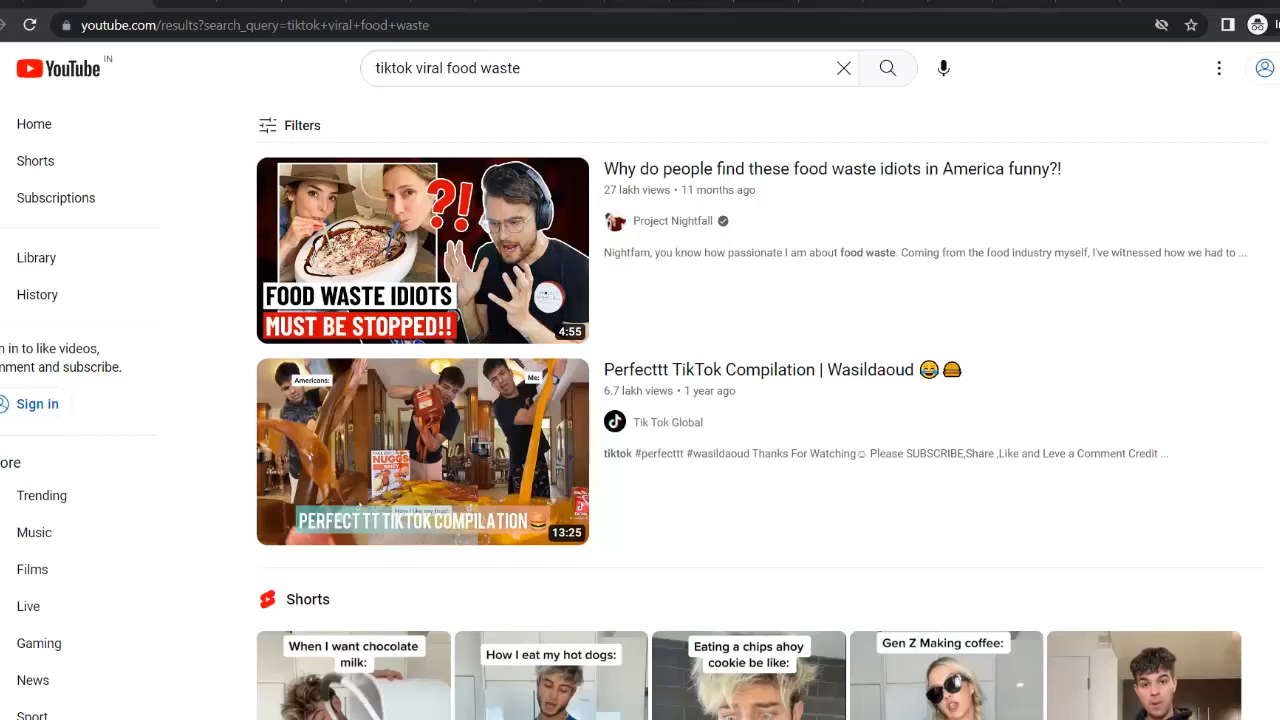 youtube.com/results?search_query=tiktok+viral+food+waste
YouTube IN
tiktok viral food waste
Home
Shorts
Subscriptions
Library
History
n in to like videos,
mment and subscribe.
Sign in
ore
Trending
Music
Films
Live
Gaming
News
Sport
Filters
?!
FOOD WASTE IDIOTS
MUST BE STOPPED!!
4:55
Why do people find these food waste idiots in America funny?!
27 lakh views • 11 months ago
Project Nightfall
Nightfam, you know how passionate I am about food waste. Coming from the food industry myself, I've witnessed how we had to ...
Americans:
Me:
NUGGS
How I like my food:
PERFECTTT TIKTOK COMPILATION 🍔
13:25
Perfecttt TikTok Compilation | Wasildaoud 😂🍔
6.7 lakh views • 1 year ago
Tik Tok Global
tiktok #perfecttt #wasildaoud Thanks For Watching☺ Please SUBSCRIBE,Share ,Like and Leve a Comment Credit ...
Shorts
When I want chocolate
milk:
How I eat my hot dogs:
Eating a chips ahoy
cookie be like:
Gen Z Making coffee: